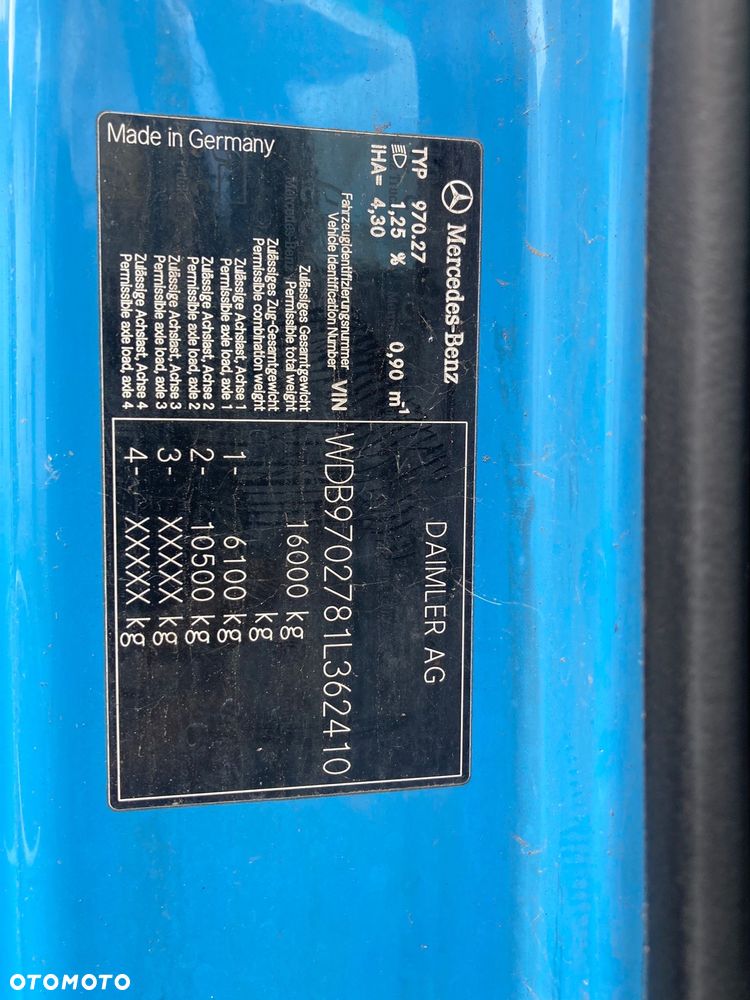 Mercedes-Benz
TYP 970.27
1,25 % 0,90 m⁻¹
iHA= 4,30
DAIMLER AG
Fahrzeugidentifizierungsnummer
Vehicle Identification Number VIN WDB9702781L362410
Zulässiges Gesamtgewicht
Permissible total weight 16000 kg
Zulässiges Zug-Gesamtgewicht
Permissible combination weight kg
Zulässige Achslast, Achse 1
Permissible axle load, axle 1 1- 6100 kg
Zulässige Achslast, Achse 2
Permissible axle load, axle 2 2- 10500 kg
Zulässige Achslast, Achse 3
Permissible axle load, axle 3 3- XXXXX kg
Zulässige Achslast, Achse 4
Permissible axle load, axle 4 4- XXXXX kg
Made in Germany
OTOMOTO